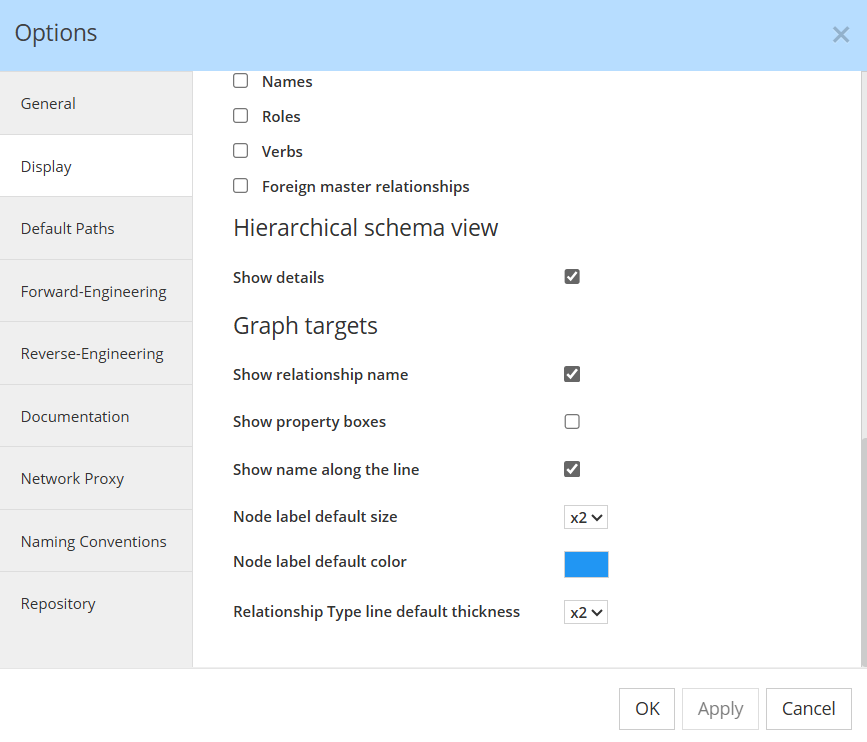 Options
General
Display
Default Paths
Forward-Engineering
Reverse-Engineering
Documentation
Network Proxy
Naming Conventions
Repository
Names
Roles
Verbs
Foreign master relationships
Hierarchical schema view
Show details
Graph targets
Show relationship name
Show property boxes
Show name along the line
Node label default size x2
Node label default color
Relationship Type line default thickness x2
OK Apply Cancel